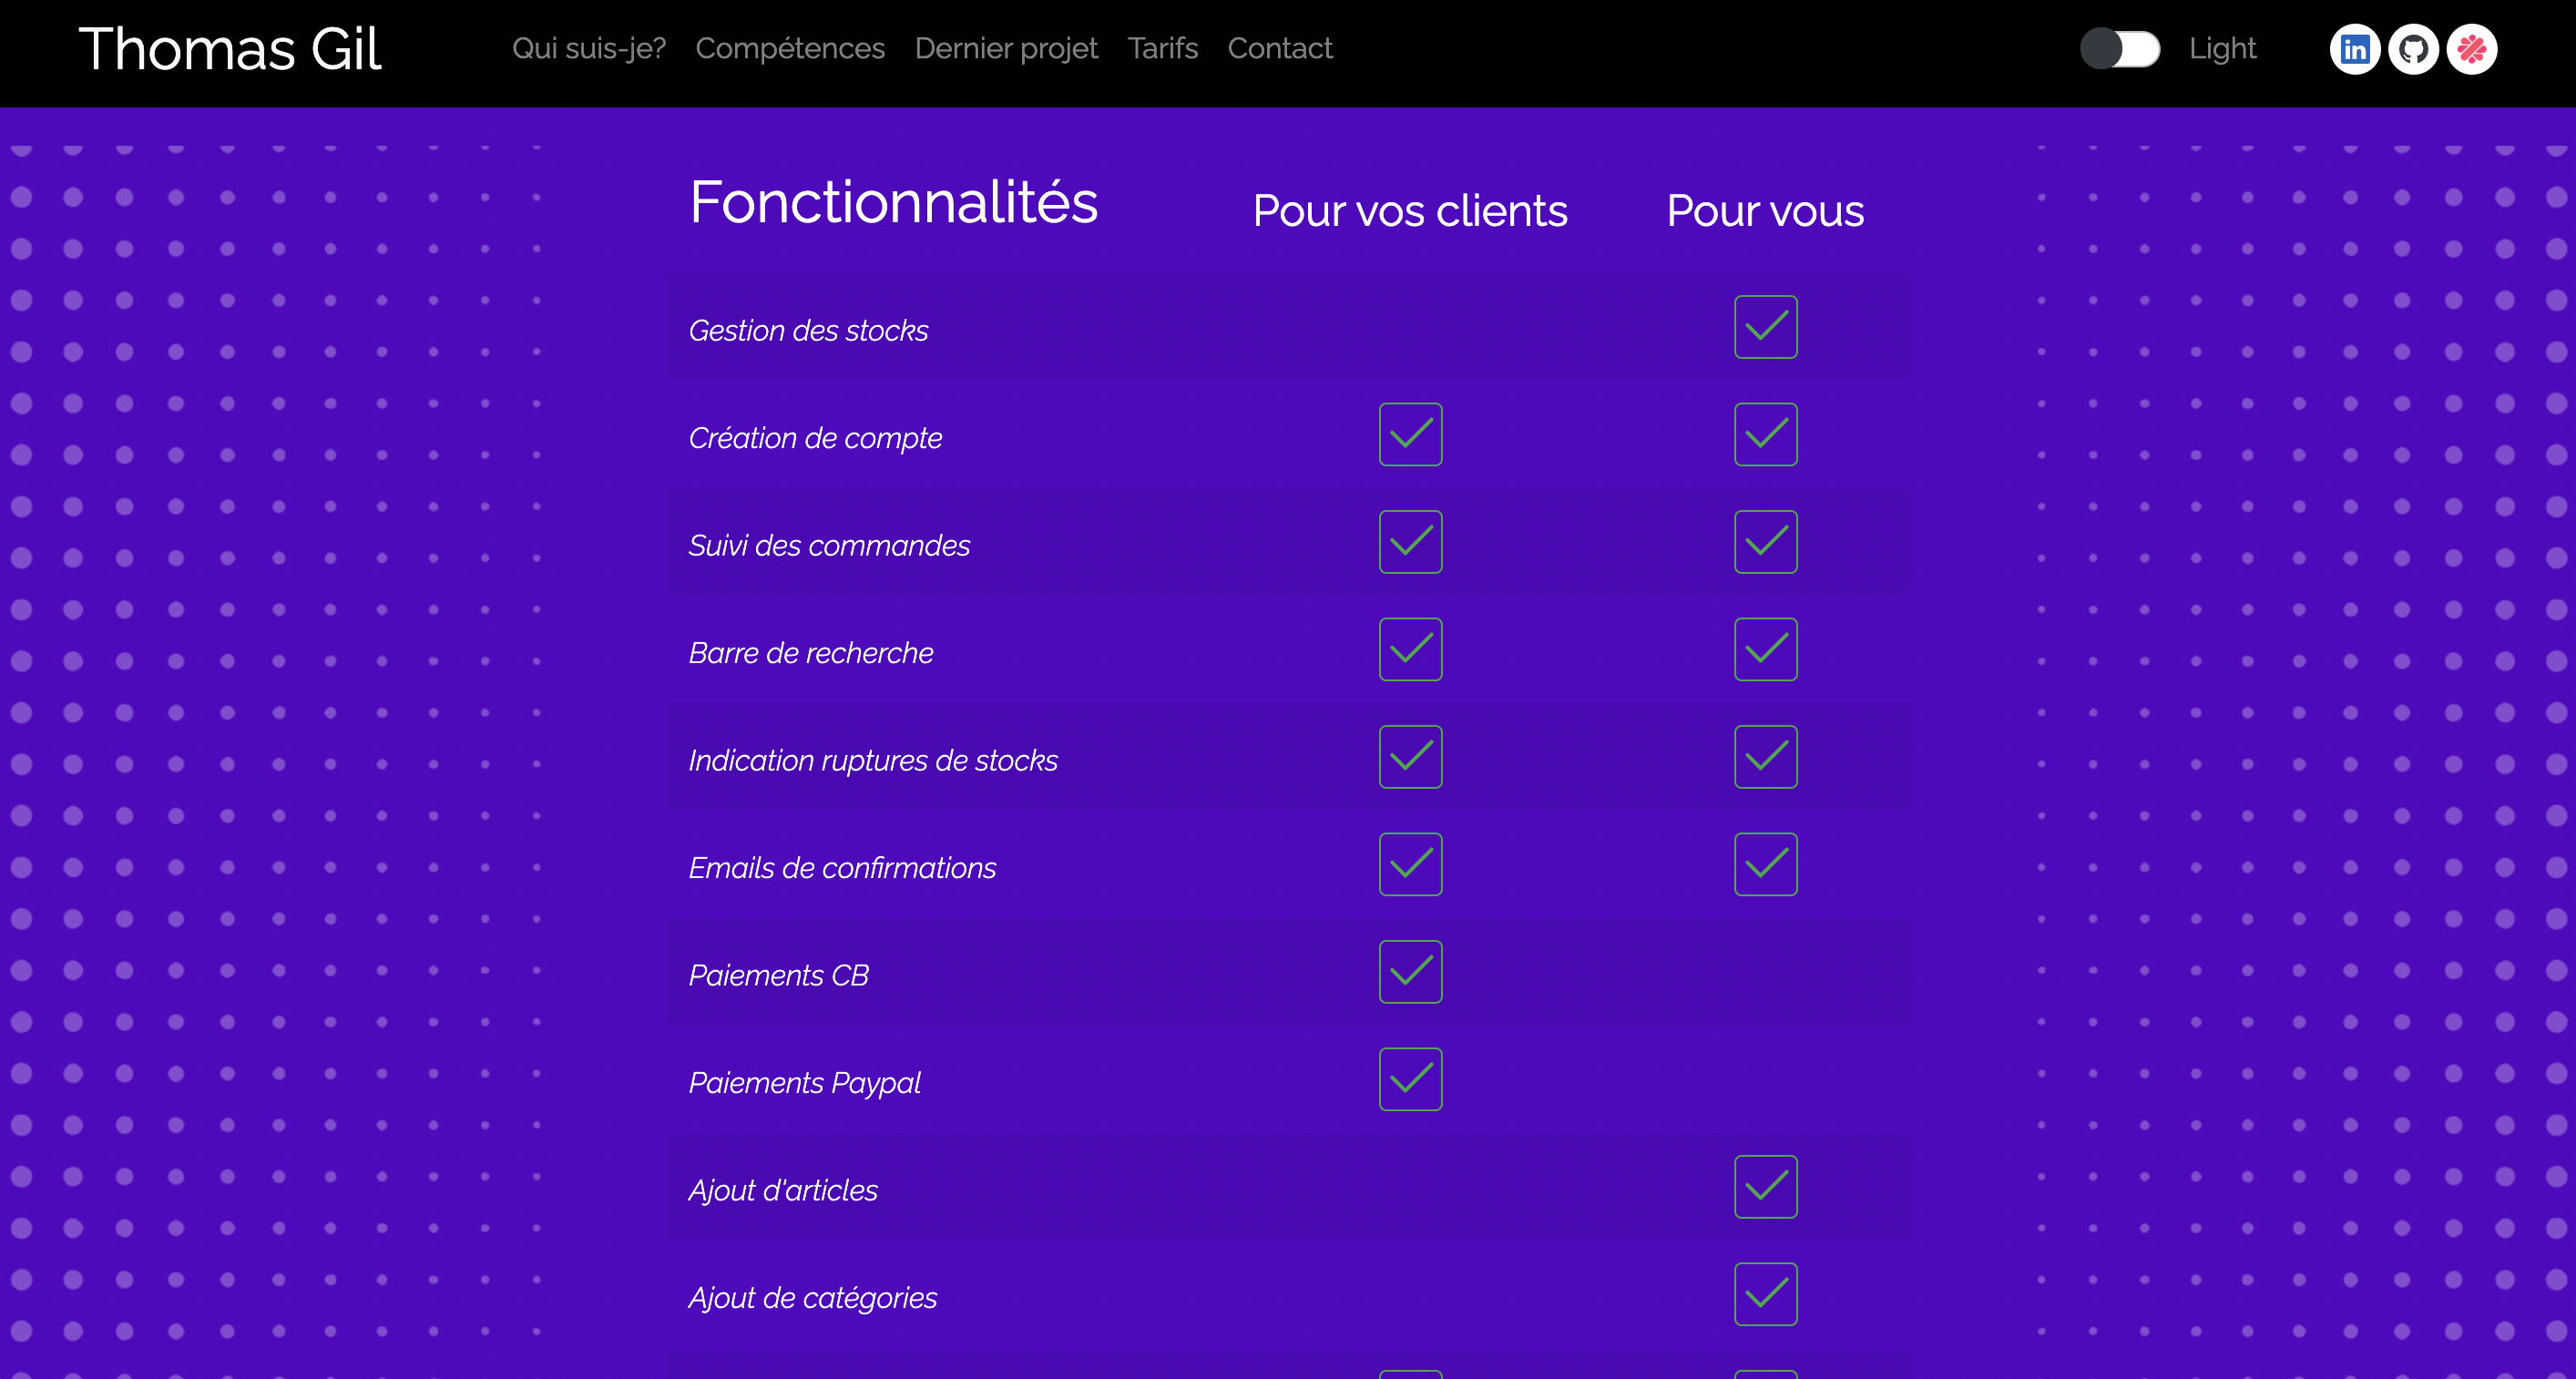 Thomas Gil Qui suis-je? Compétences Dernier projet Tarifs Contact Light in
Fonctionnalités Pour vos clients Pour vous
Gestion des stocks
Création de compte
Suivi des commandes
Barre de recherche
Indication ruptures de stocks
Emails de confirmations
Paiements CB
Paiements Paypal
Ajout d'articles
Ajout de catégories